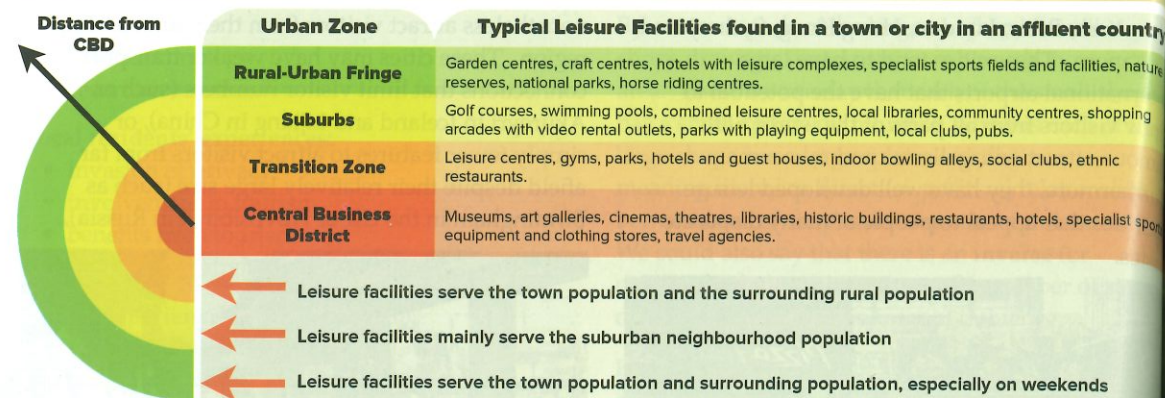 Distance from
CBD
Urban Zone
Typical Leisure Facilities found in a town or city in an affluent country
Rural-Urban Fringe
Garden centres, craft centres, hotels with leisure complexes, specialist sports fields and facilities, nature
reserves, national parks, horse riding centres.
Suburbs
Golf courses, swimming pools, combined leisure centres, local libraries, community centres, shopping
arcades with video rental outlets, parks with playing equipment, local clubs, pubs.
Transition Zone
Leisure centres, gyms, parks, hotels and guest houses, indoor bowling alleys, social clubs, ethnic
restaurants.
Central Business
District
Museums, art galleries, cinemas, theatres, libraries, historic buildings, restaurants, hotels, specialist sports
equipment and clothing stores, travel agencies.
Leisure facilities serve the town population and the surrounding rural population
Leisure facilities mainly serve the suburban neighbourhood population
Leisure facilities serve the town population and surrounding population, especially on weekends